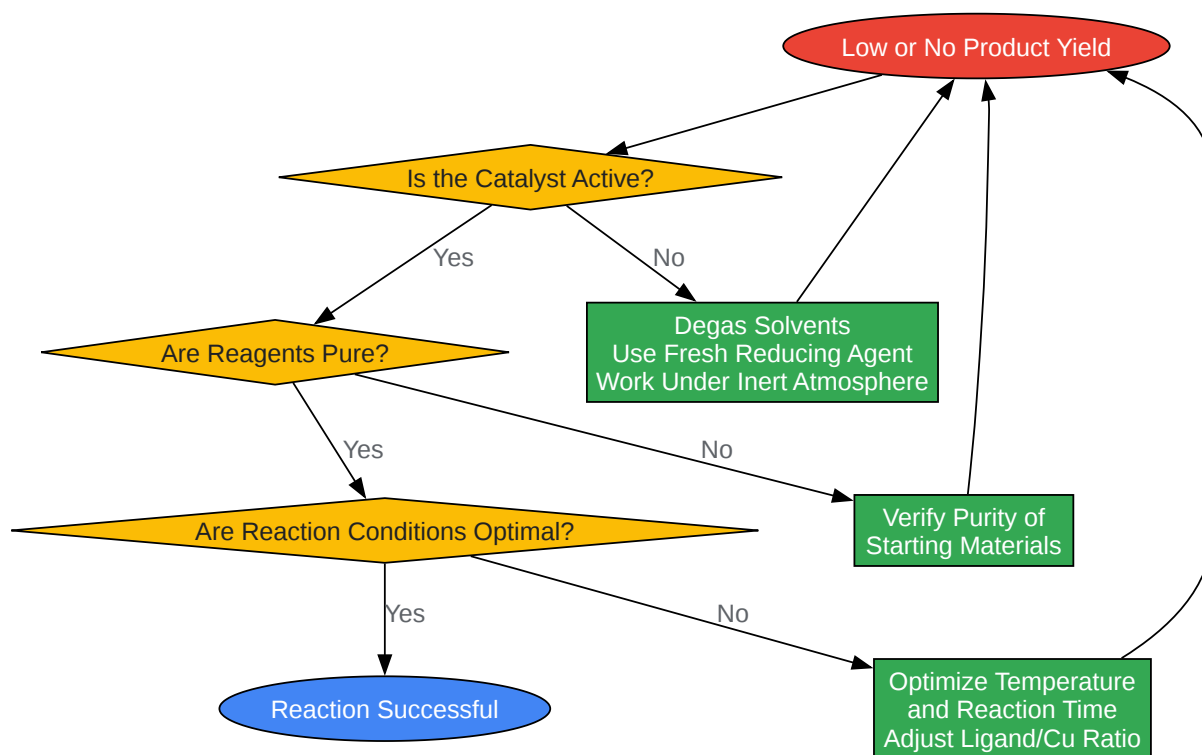 Low or No Product Yield
Is the Catalyst Active?
Yes
No
Degas Solvents
Use Fresh Reducing Agent
Work Under Inert Atmosphere
Are Reagents Pure?
Yes
No
Verify Purity of
Starting Materials
Are Reaction Conditions Optimal?
Yes
No
Reaction Successful
Optimize Temperature
and Reaction Time
Adjust Ligand/Cu Ratio